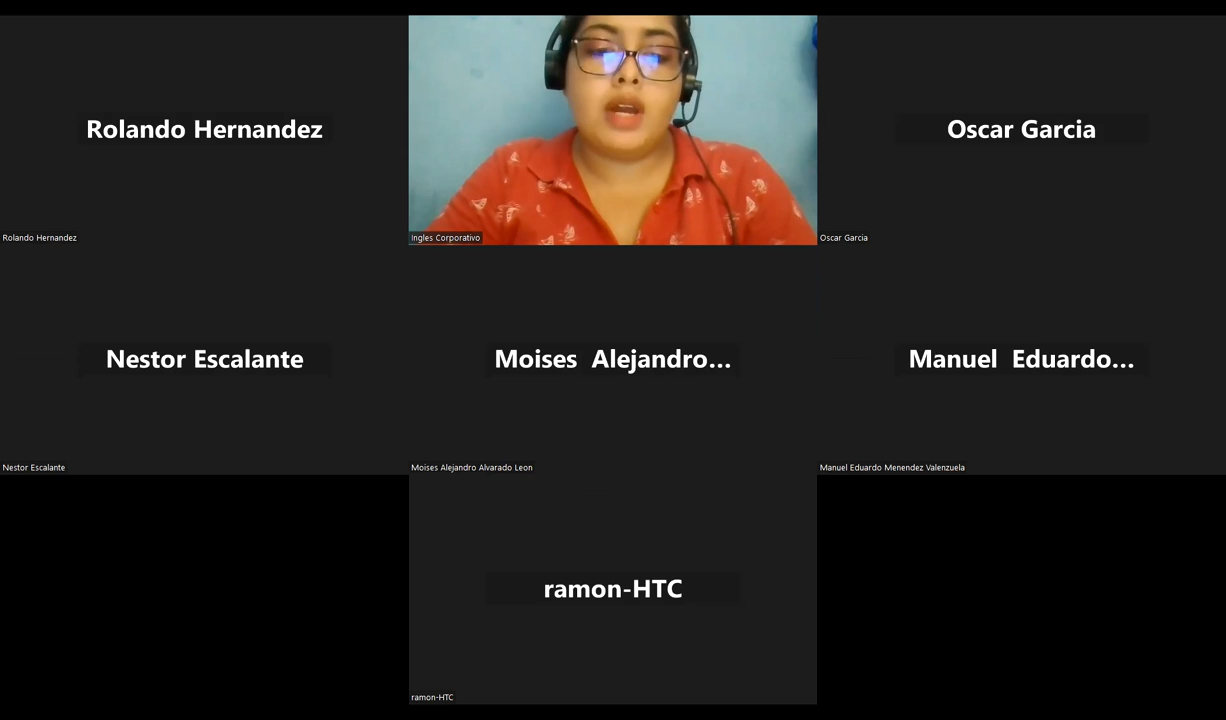 Rolando Hernandez
Rolando Hernandez
Ingles Corporativo
Oscar Garcia
Oscar Garcia
Nestor Escalante
Nestor Escalante
Moises Alejandro...
Moises Alejandro Alvarado Leon
Manuel Eduardo...
Manuel Eduardo Menendez Valenzuela
ramon-HTC
ramon-HTC